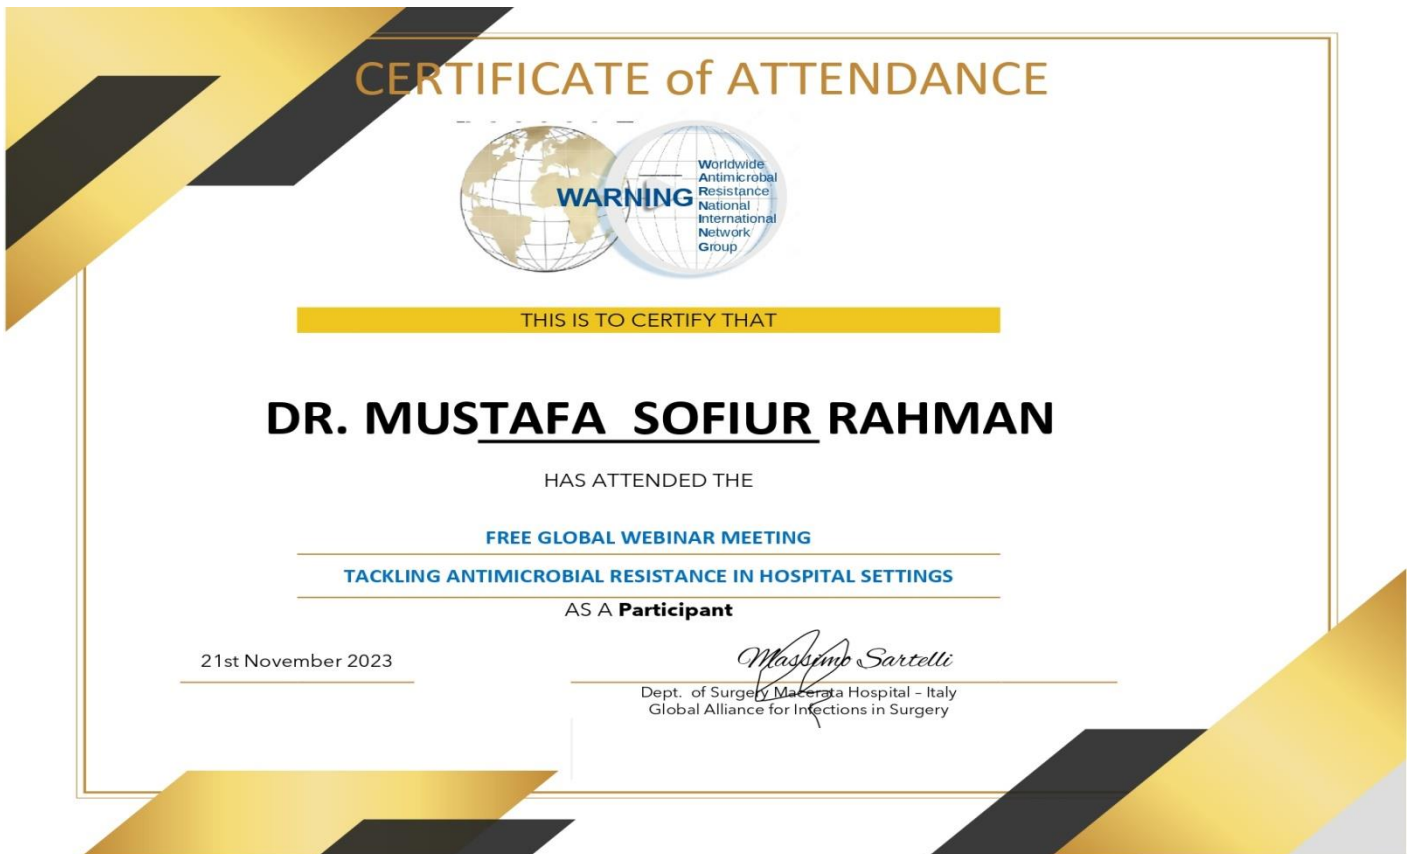 CERTIFICATE of ATTENDANCE
WARNING
Worldwide
Antimicrobal
Resistance
National
International
Network
Group
THIS IS TO CERTIFY THAT
DR. MUSTAFA SOFIUR RAHMAN
HAS ATTENDED THE
FREE GLOBAL WEBINAR MEETING
TACKLING ANTIMICROBIAL RESISTANCE IN HOSPITAL SETTINGS
AS A Participant
21st November 2023
Massimo Sartelli
Dept. of Surgery Macerata Hospital – Italy
Global Alliance for Infections in Surgery